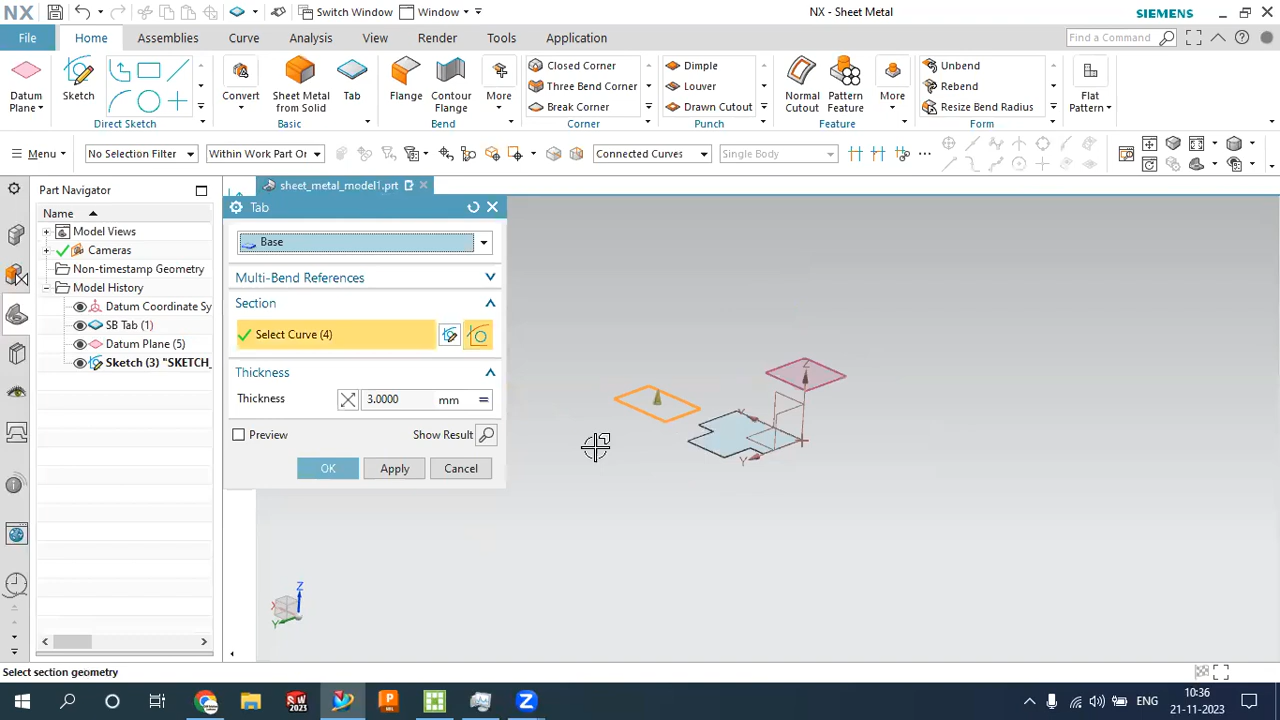 NX
Switch Window
Window
NX - Sheet Metal
SIEMENS
File
Home
Assemblies
Curve
Analysis
View
Render
Tools
Application
Find a Command
Datum Plane
Sketch
Direct Sketch
Convert
Sheet Metal from Solid
Tab
Basic
Flange
Contour Flange
More
Bend
Closed Corner
Three Bend Corner
Break Corner
Corner
Dimple
Louver
Drawn Cutout
Punch
Normal Cutout
Pattern Feature
More
Feature
Unbend
Rebend
Resize Bend Radius
Form
Flat Pattern
Menu
No Selection Filter
Within Work Part Or
Connected Curves
Single Body
Part Navigator
sheet_metal_model1.prt
Name
Model Views
Cameras
Non-timestamp Geometry
Model History
Datum Coordinate Sy
SB Tab (1)
Datum Plane (5)
Sketch (3) "SKETCH_
Tab
Base
Multi-Bend References
Section
Select Curve (4)
Thickness
Thickness
3.0000 mm
Preview
Show Result
OK
Apply
Cancel
Z
Y
Z
X
Y
Select section geometry
ENG
10:36
21-11-2023